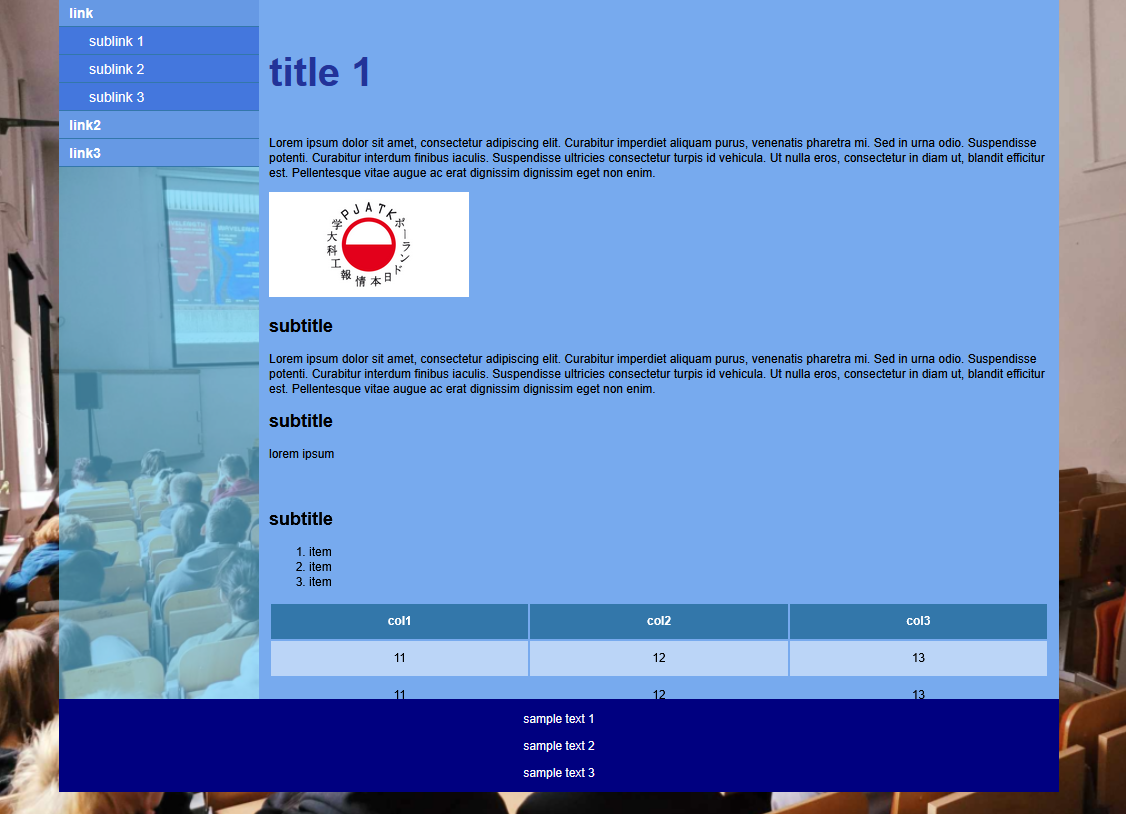 link
sublink 1
sublink 2
sublink 3
link2
link3
title 1
Lorem ipsum dolor sit amet, consectetur adipiscing elit. Curabitur imperdiet aliquam purus, venenatis pharetra mi. Sed in urna odio. Suspendisse
potenti. Curabitur interdum finibus iaculis. Suspendisse ultricies consectetur turpis id vehicula. Ut nulla eros, consectetur in diam ut, blandit efficitur
est. Pellentesque vitae augue ac erat dignissim dignissim eget non enim.
PJATK
ポーランド日本情報工科大学
subtitle
Lorem ipsum dolor sit amet, consectetur adipiscing elit. Curabitur imperdiet aliquam purus, venenatis pharetra mi. Sed in urna odio. Suspendisse
potenti. Curabitur interdum finibus iaculis. Suspendisse ultricies consectetur turpis id vehicula. Ut nulla eros, consectetur in diam ut, blandit efficitur
est. Pellentesque vitae augue ac erat dignissim dignissim eget non enim.
subtitle
lorem ipsum
subtitle
1. item
2. item
3. item
col1 col2 col3
11 12 13
11 12 13
sample text 1
sample text 2
sample text 3